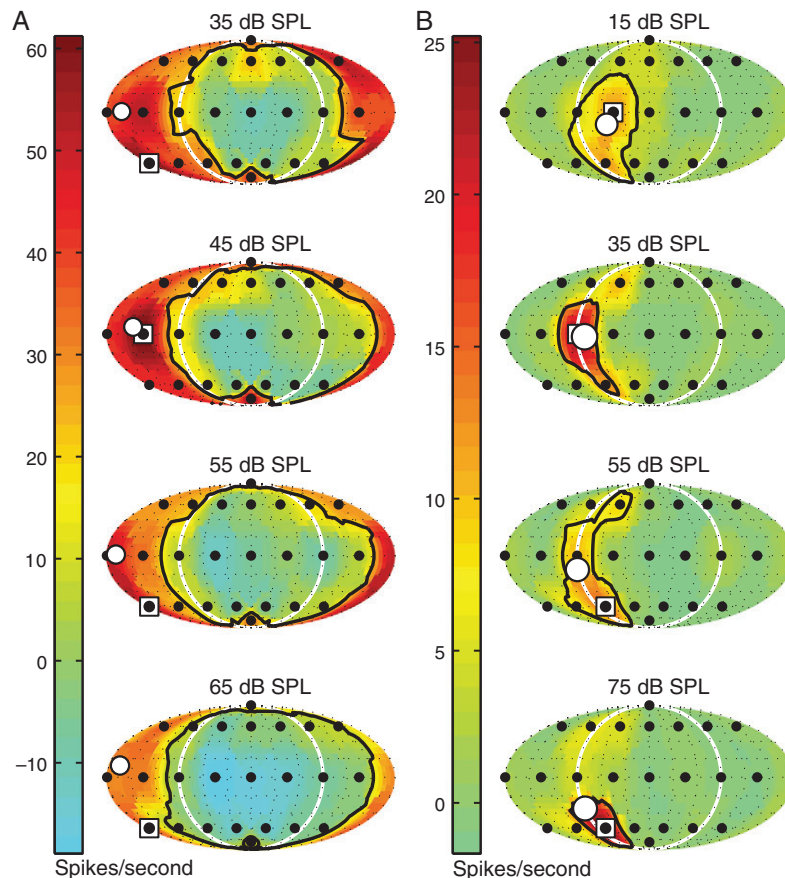 A
35 dB SPL
45 dB SPL
55 dB SPL
65 dB SPL
60
50
40
30
20
10
0
−10
Spikes/second
B
15 dB SPL
35 dB SPL
55 dB SPL
75 dB SPL
25
20
15
10
5
0
Spikes/second